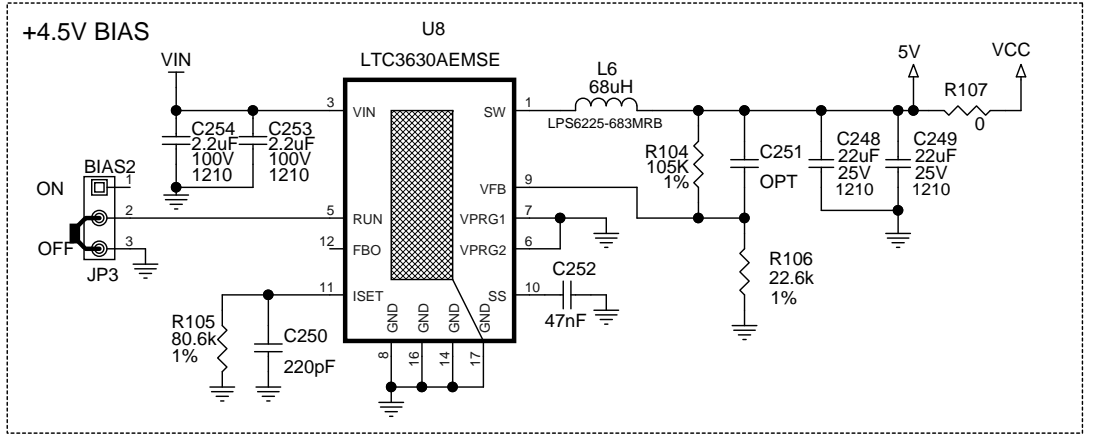 +4.5V BIAS
U8
LTC3630AEMSE
VIN
3
VIN
SW
1
L6
68uH
LPS6225-683MRB
5V
VCC
R107
0
C254
2.2uF
100V
1210
C253
2.2uF
100V
1210
R104
105K
1%
C251
OPT
C248
22uF
25V
1210
C249
22uF
25V
1210
BIAS2
ON
1
2
OFF
3
JP3
5
RUN
12
FBO
VFB
9
VPRG1
7
VPRG2
6
R106
22.6k
1%
11
ISET
SS
10
C252
47nF
R105
80.6k
1%
C250
220pF
GND
GND
GND
GND
8
16
14
17